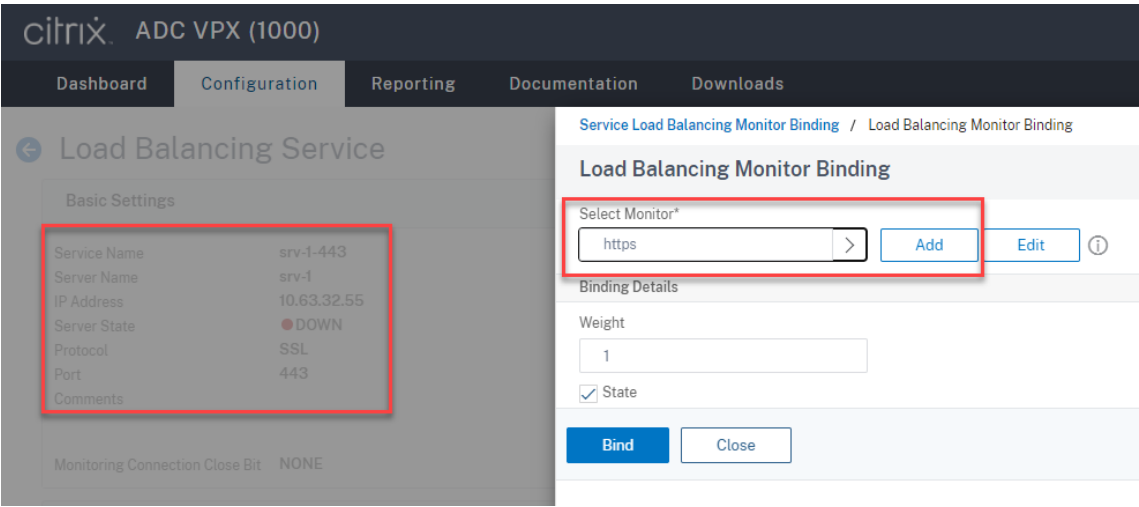 citrix. ADC VPX (1000)
Dashboard Configuration Reporting Documentation Downloads
Load Balancing Service
Basic Settings
Service Name srv-1-443
Server Name srv-1
IP Address 10.63.32.55
Server State DOWN
Protocol SSL
Port 443
Comments
Monitoring Connection Close Bit NONE
Service Load Balancing Monitor Binding / Load Balancing Monitor Binding
Load Balancing Monitor Binding
Select Monitor*
https > Add Edit i
Binding Details
Weight
1
State
Bind Close